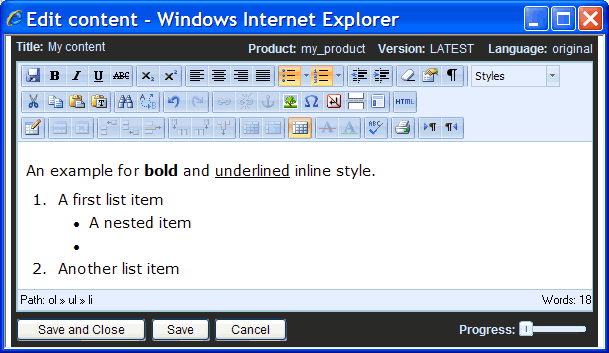 Edit content - Windows Internet Explorer
Title: My content Product: my_product Version: LATEST Language: original
B I U ABC x₂ x² ¶ Styles
Ω HTML
A A ABC ¶ ¶
An example for bold and underlined inline style.
1. A first list item
• A nested item
•
2. Another list item
Path: ol » ul » li Words: 18
Save and Close Save Cancel Progress: